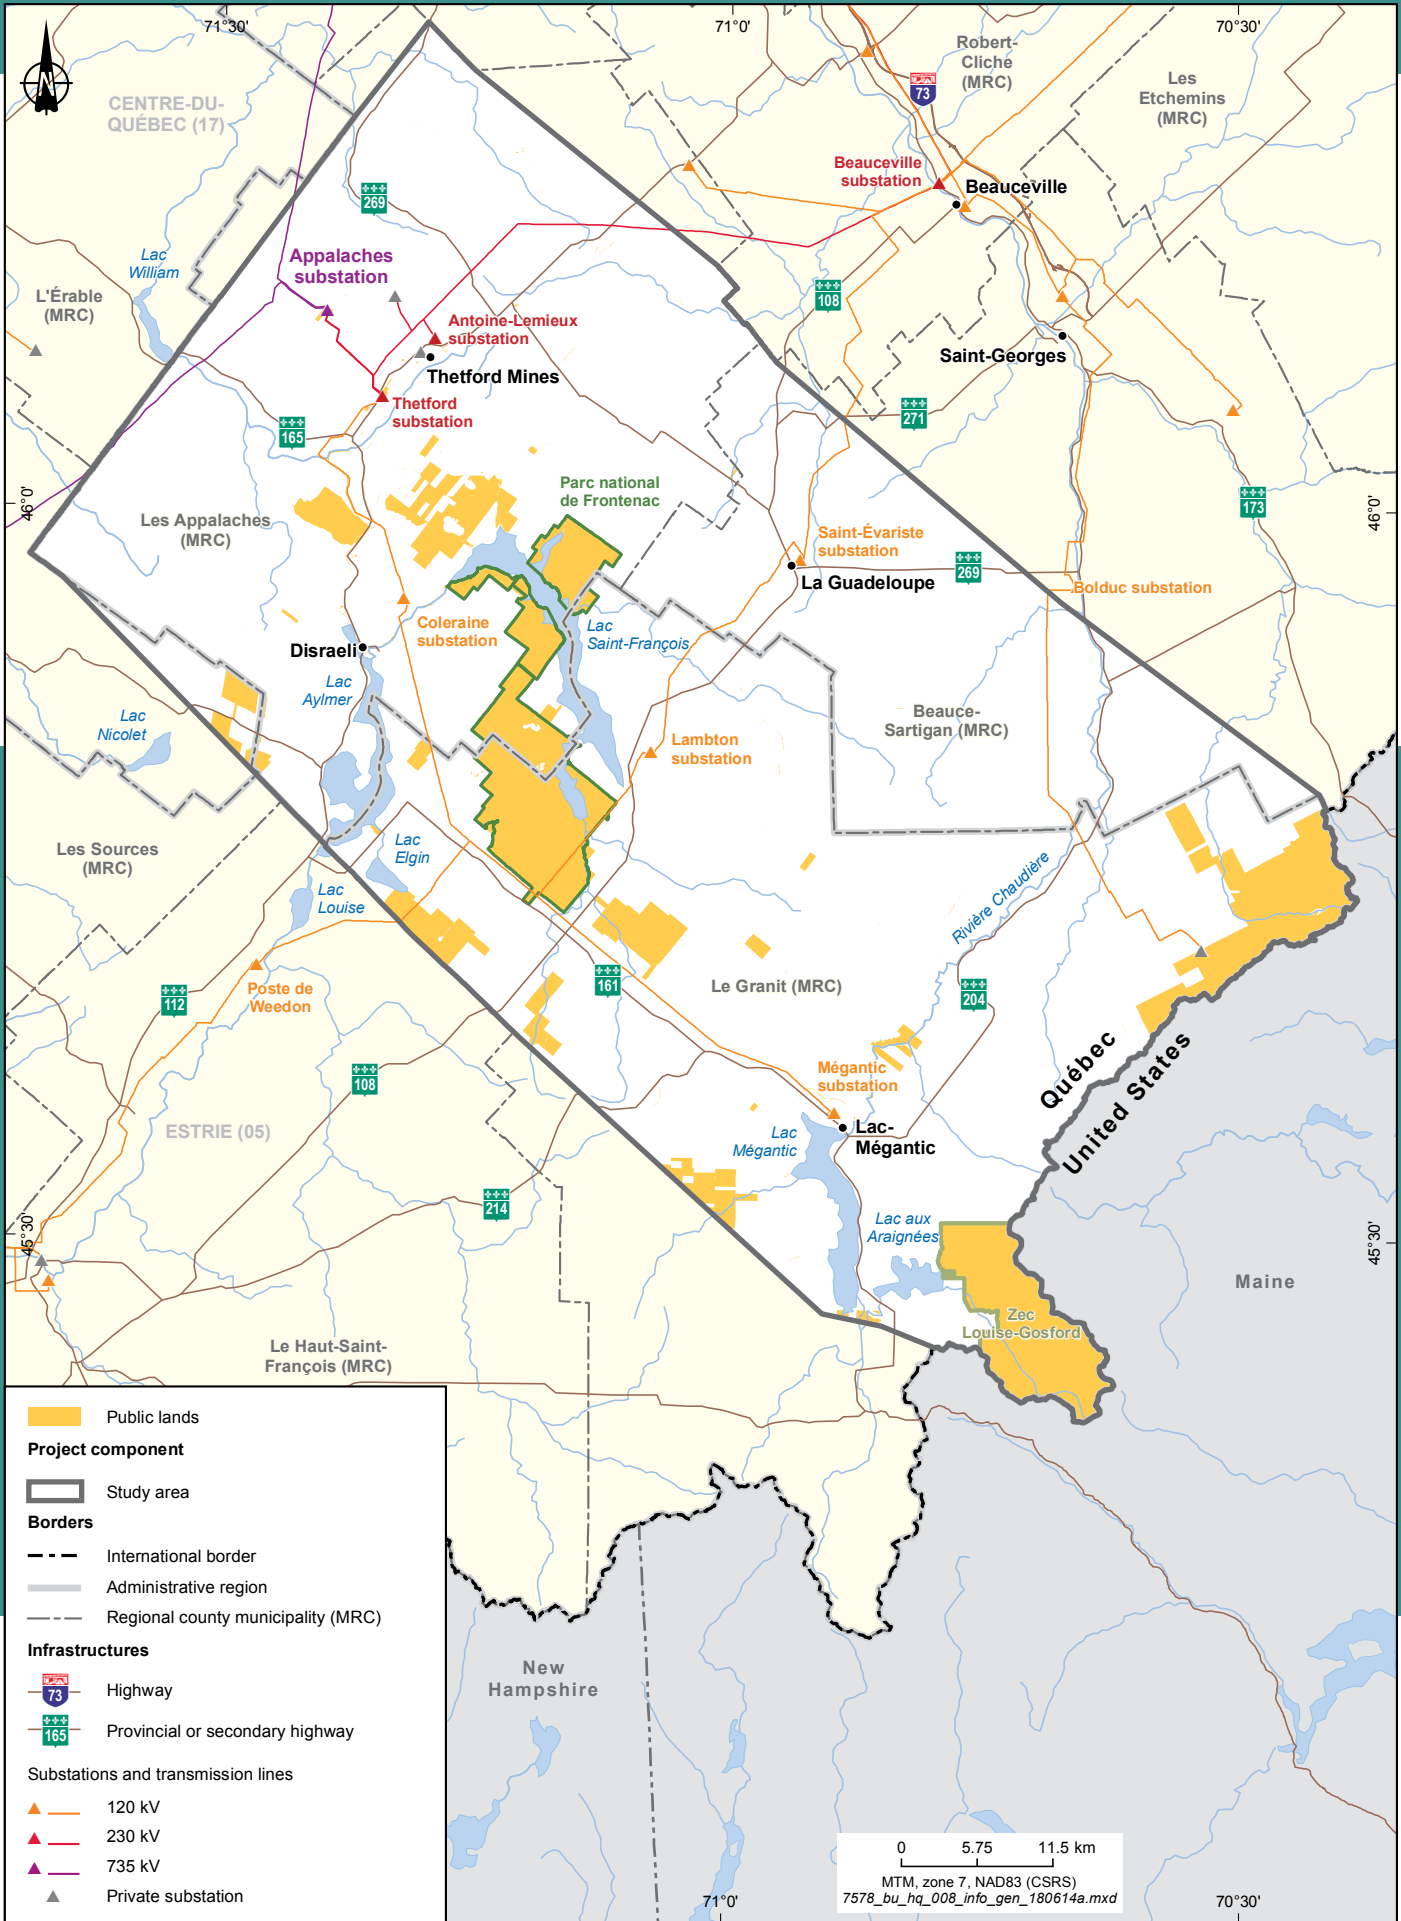 71°30'
71°0'
70°30'
CENTRE-DU-
QUÉBEC (17)
Robert-
Cliche
(MRC)
73
Les
Etchemins
(MRC)
269
Beauceville
substation
Beauceville
Lac
William
Appalaches
substation
L'Érable
(MRC)
108
Antoine-Lemieux
substation
Saint-Georges
Thetford Mines
Thetford
substation
165
271
46°0'
46°0'
Parc national
de Frontenac
173
Les Appalaches
(MRC)
Saint-Évariste
substation
269
La Guadeloupe
Bolduc substation
Coleraine
substation
Lac
Saint-François
Disraeli
Lac
Aylmer
Lac
Nicolet
Beauce-
Sartigan (MRC)
Lambton
substation
Les Sources
(MRC)
Lac
Elgin
Lac
Louise
Rivière Chaudière
Poste de
Weedon
112
161
Le Granit (MRC)
204
108
Mégantic
substation
Québec
United States
ESTRIE (05)
Lac
Mégantic
Lac-
Mégantic
214
Lac aux
Araignées
45°30'
45°30'
Maine
Zec
Louise-Gosford
Le Haut-Saint-
François (MRC)
Public lands
Project component
Study area
Borders
International border
Administrative region
Regional county municipality (MRC)
Infrastructures
73
Highway
165
Provincial or secondary highway
Substations and transmission lines
120 kV
230 kV
735 kV
Private substation
New
Hampshire
0 5.75 11.5 km
MTM, zone 7, NAD83 (CSRS)
7578_bu_hq_008_info_gen_180614a.mxd
71°0'
70°30'